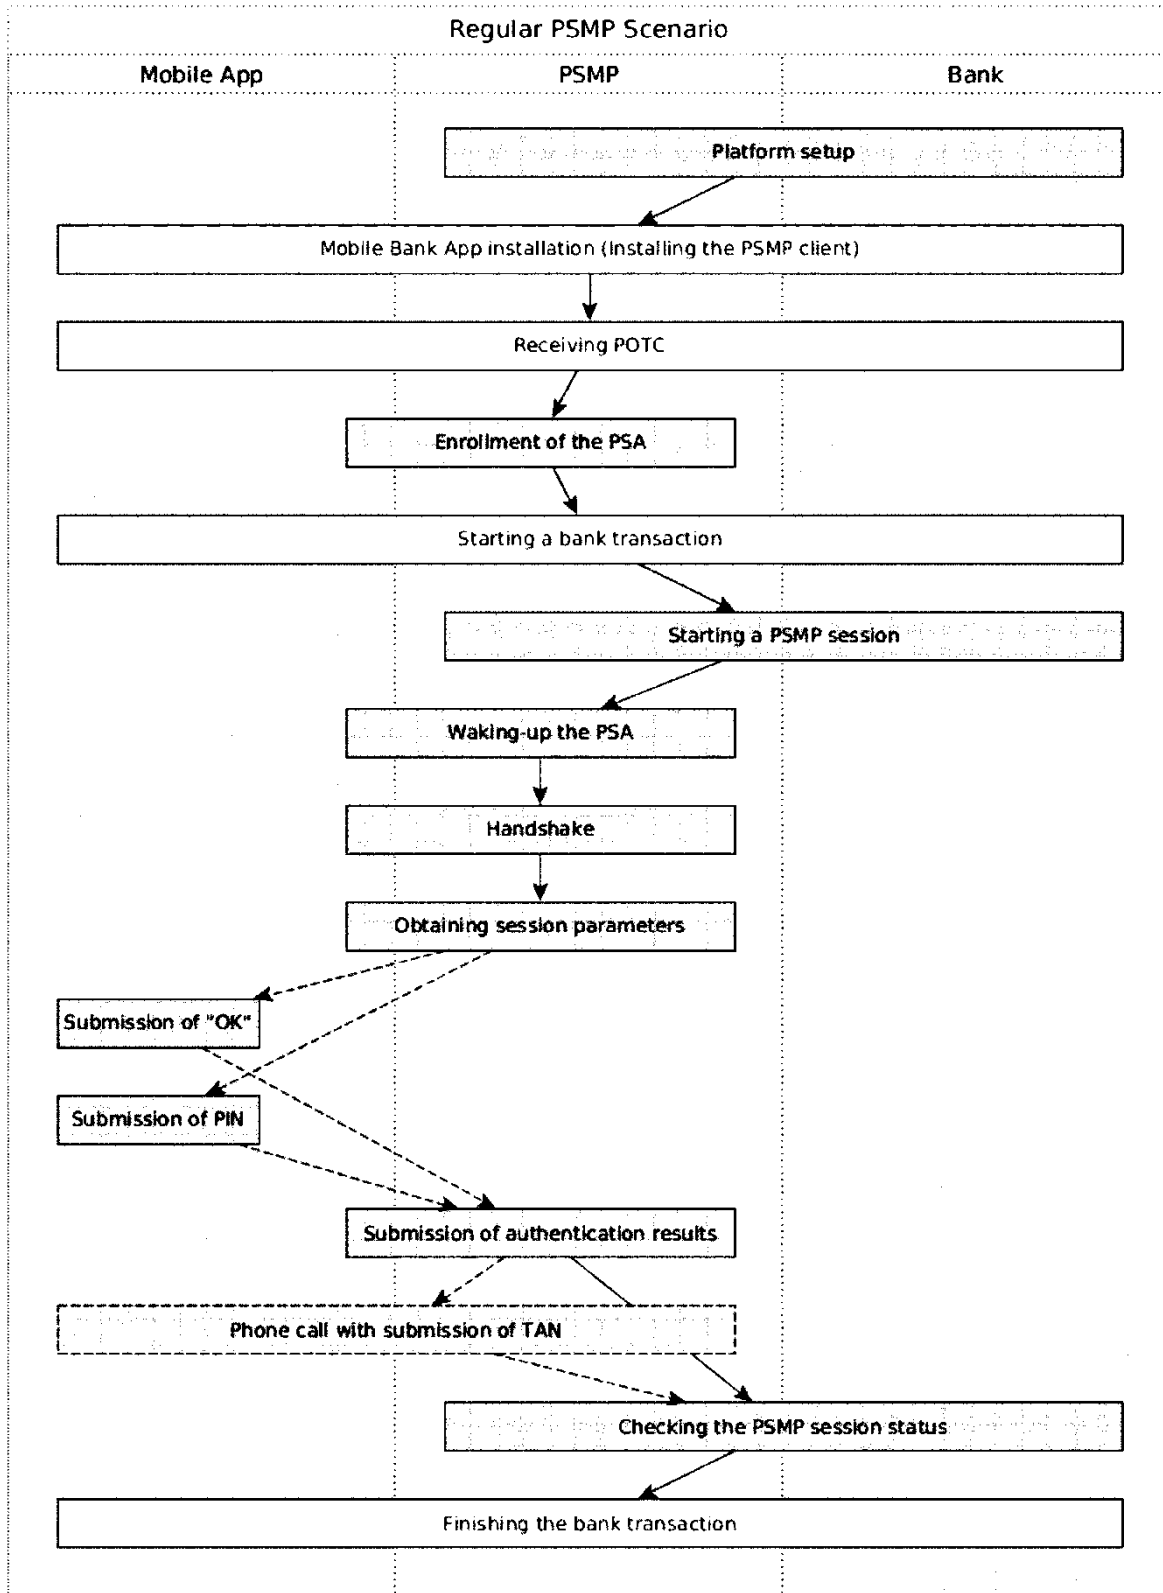 Regular PSMP Scenario
Mobile App
PSMP
Bank
Platform setup
Mobile Bank App installation (Installing the PSMP client)
Receiving POTC
Enrollment of the PSA
Starting a bank transaction
Starting a PSMP session
Waking-up the PSA
Handshake
Obtaining session parameters
Submission of "OK"
Submission of PIN
Submission of authentication results
Phone call with submission of TAN
Checking the PSMP session status
Finishing the bank transaction